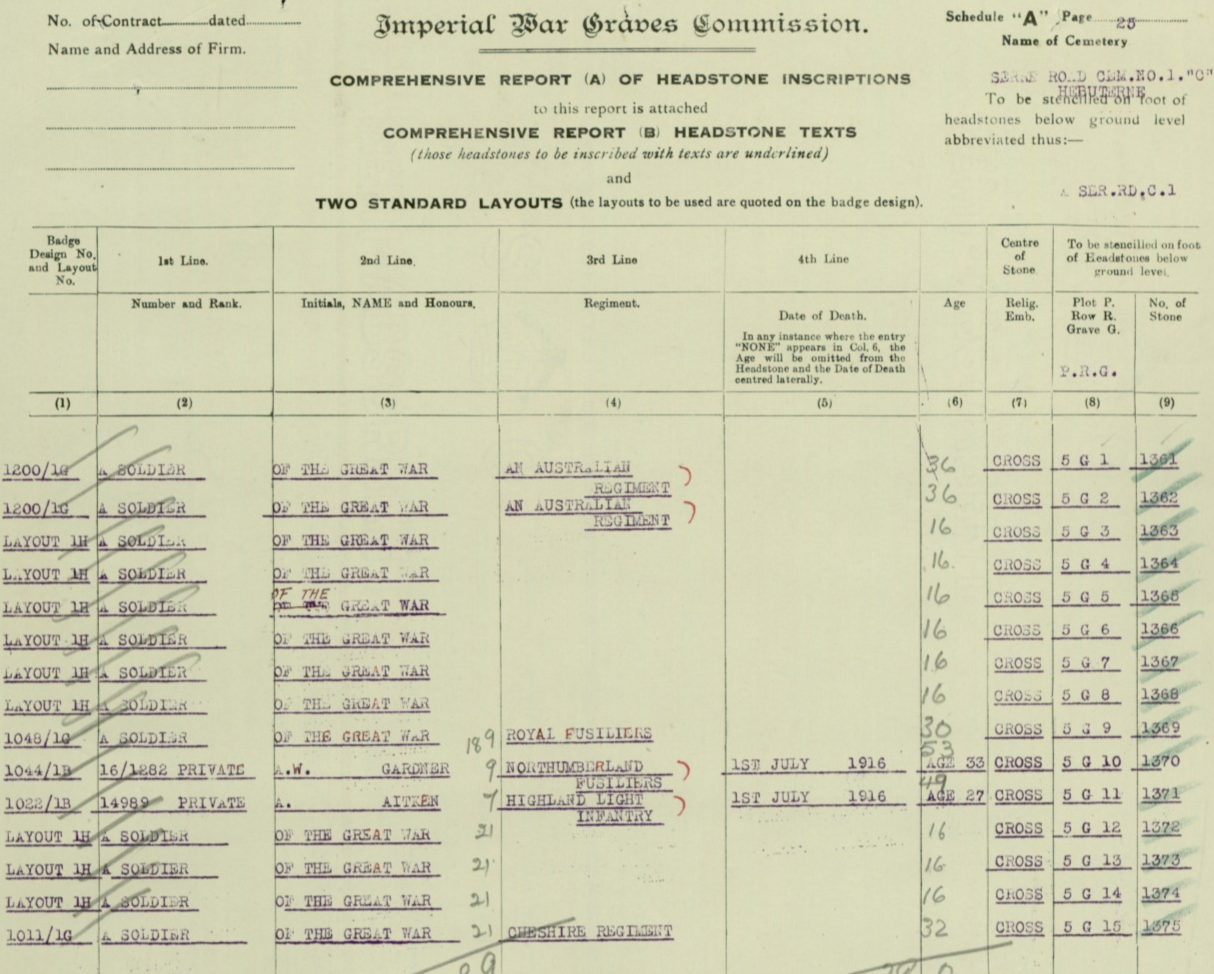 No. of Contract dated
Name and Address of Firm.
Imperial War Graves Commission.
COMPREHENSIVE REPORT (A) OF HEADSTONE INSCRIPTIONS
to this report is attached
COMPREHENSIVE REPORT (B) HEADSTONE TEXTS
(those headstones to be inscribed with texts are underlined)
and
TWO STANDARD LAYOUTS (the layouts to be used are quoted on the badge design).
Schedule "A" Page 25
Name of Cemetery
SERRE ROAD CEM.NO.1."C"
HEBUTERNE
To be stencilled on foot of
headstones below ground level
abbreviated thus:—
A SER.RD.C.1
Badge Design No. and Layout No. 1st Line. 2nd Line. 3rd Line 4th Line Centre of Stone. To be stencilled on foot of Headstones below ground level.
Number and Rank. Initials, NAME and Honours. Regiment. Date of Death. Age Relig. Emb. Plot P. Row R. Grave G. No. of Stone
In any instance where the entry
"NONE" appears in Col. 6, the
Age will be omitted from the
Headstone and the Date of Death
centred laterally.
P.R.G.
(1) (2) (3) (4) (5) (6) (7) (8) (9)
1200/1G A SOLDIER OF THE GREAT WAR AN AUSTRALIAN REGIMENT 36 CROSS 5 G 1 1361
1200/1G A SOLDIER OF THE GREAT WAR AN AUSTRALIAN REGIMENT 36 CROSS 5 G 2 1362
LAYOUT 1H A SOLDIER OF THE GREAT WAR 16 CROSS 5 G 3 1363
LAYOUT 1H A SOLDIER OF THE GREAT WAR 16. CROSS 5 G 4 1364
LAYOUT 1H A SOLDIER OF THE GREAT WAR 16 CROSS 5 G 5 1365
LAYOUT 1H A SOLDIER OF THE GREAT WAR 16 CROSS 5 G 6 1366
LAYOUT 1H A SOLDIER OF THE GREAT WAR 16 CROSS 5 G 7 1367
LAYOUT 1H A SOLDIER OF THE GREAT WAR 16 CROSS 5 G 8 1368
1048/1G A SOLDIER OF THE GREAT WAR 189 ROYAL FUSILIERS 30 CROSS 5 G 9 1369
53
1044/1B 16/1282 PRIVATE A.W. GARDNER 9 NORTHUMBERLAND FUSILIERS 1ST JULY 1916 AGE 33 CROSS 5 G 10 1370
49
1022/1B 14989 PRIVATE A. AITKEN 7 HIGHLAND LIGHT INFANTRY 1ST JULY 1916 AGE 27 CROSS 5 G 11 1371
LAYOUT 1H A SOLDIER OF THE GREAT WAR 21 16 CROSS 5 G 12 1372
LAYOUT 1H A SOLDIER OF THE GREAT WAR 21 16 CROSS 5 G 13 1373
LAYOUT 1H A SOLDIER OF THE GREAT WAR 21 16 CROSS 5 G 14 1374
1011/1G A SOLDIER OF THE GREAT WAR 21 CHESHIRE REGIMENT 32 CROSS 5 G 15 1375